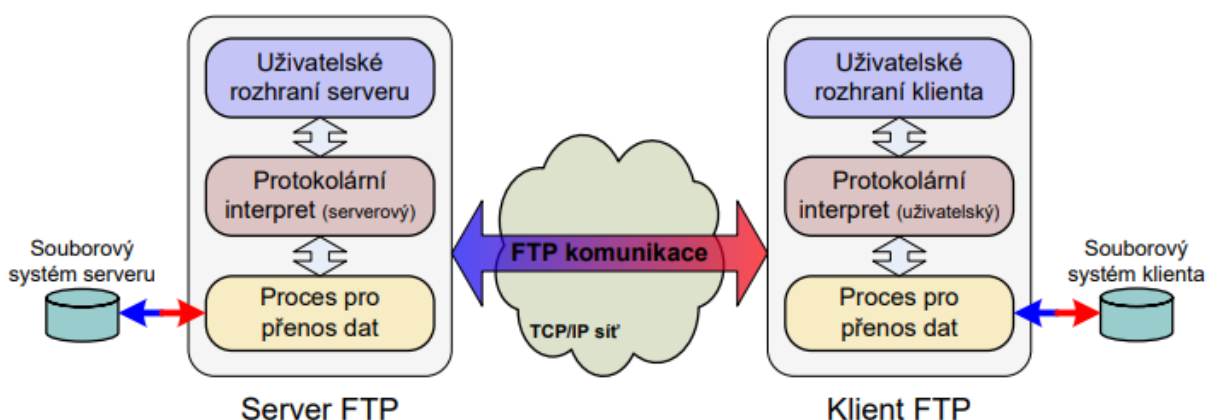 Uživatelské
rozhraní serveru
Protokolární
interpret (serverový)
Proces pro
přenos dat
Souborový
systém serveru
Server FTP
FTP komunikace
TCP/IP síť
Uživatelské
rozhraní klienta
Protokolární
interpret (uživatelský)
Proces pro
přenos dat
Souborový
systém klienta
Klient FTP